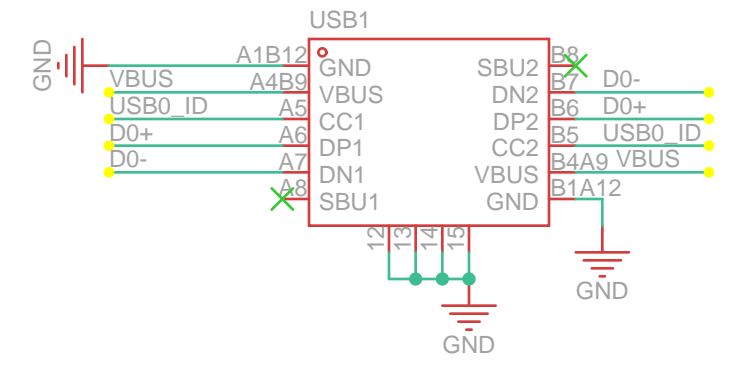 USB1
GND
A1B12
GND
SBU2
B8
VBUS
A4B9
VBUS
DN2
B7
D0-
USB0_ID
A5
CC1
DP2
B6
D0+
D0+
A6
DP1
CC2
B5
USB0_ID
D0-
A7
DN1
VBUS
B4A9
VBUS
A8
SBU1
GND
B1A12
12
13
14
15
GND
GND